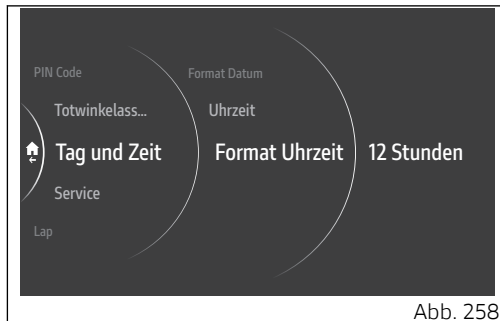 PIN Code
Totwinkelass...
Tag und Zeit
Service
Lap
Format Datum
Uhrzeit
Format Uhrzeit
12 Stunden
Abb. 258